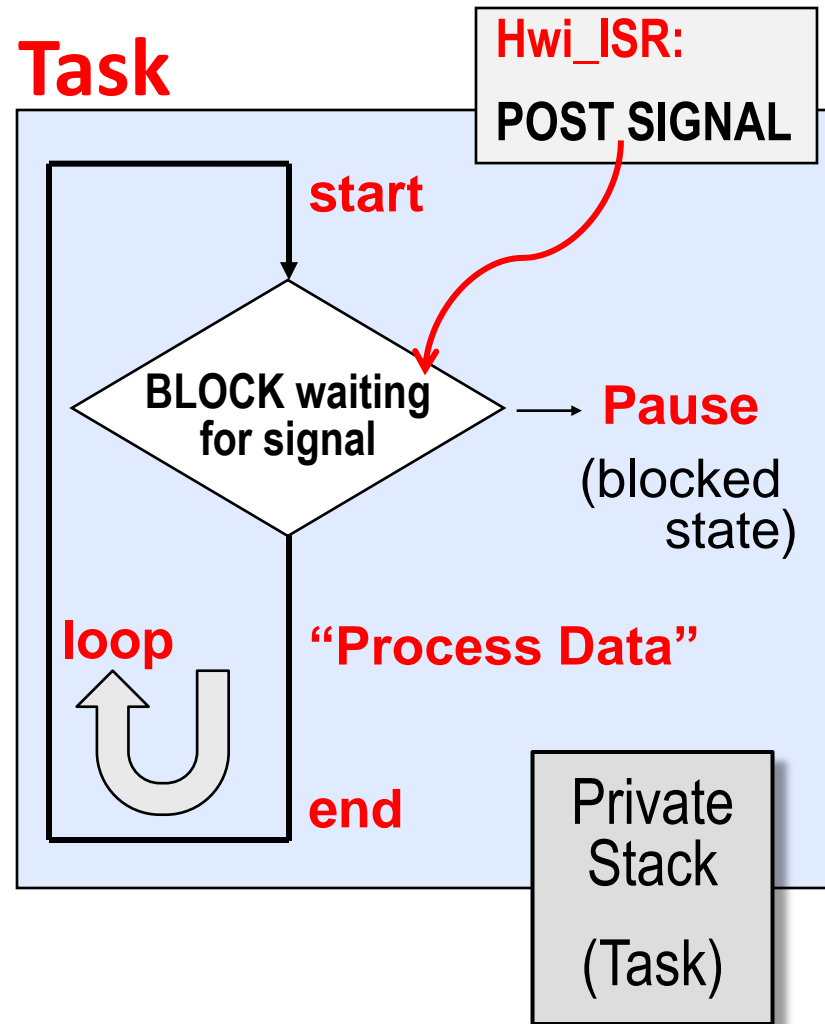 Task
Hwi_ISR:
POST SIGNAL
start
BLOCK waiting
for signal
Pause
(blocked
state)
loop
“Process Data”
end
Private
Stack
(Task)